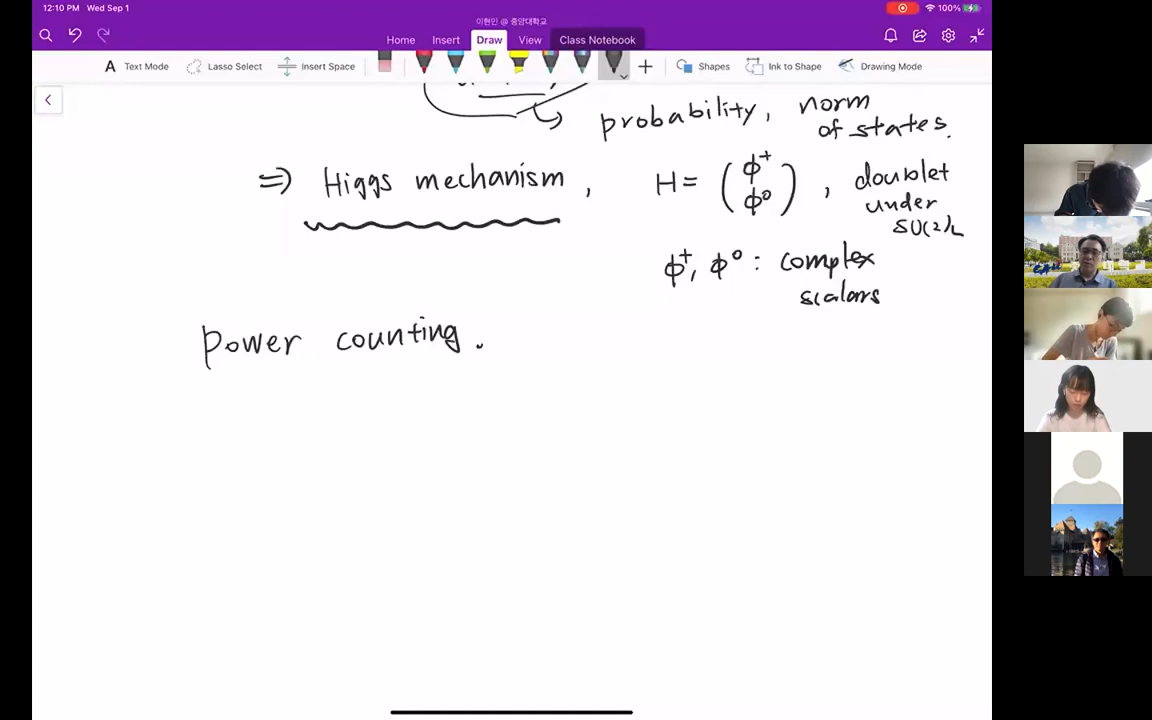 12:10 PM Wed Sep 1
100%
이현민 @ 중앙대학교
Home Insert Draw View Class Notebook
Text Mode Lasso Select Insert Space Shapes Ink to Shape Drawing Mode
probability, norm of states.
⇒ Higgs mechanism, H = (ϕ⁺ ϕ⁰), doublet under SU(2)L
ϕ⁺, ϕ⁰ : complex scalars
power counting.